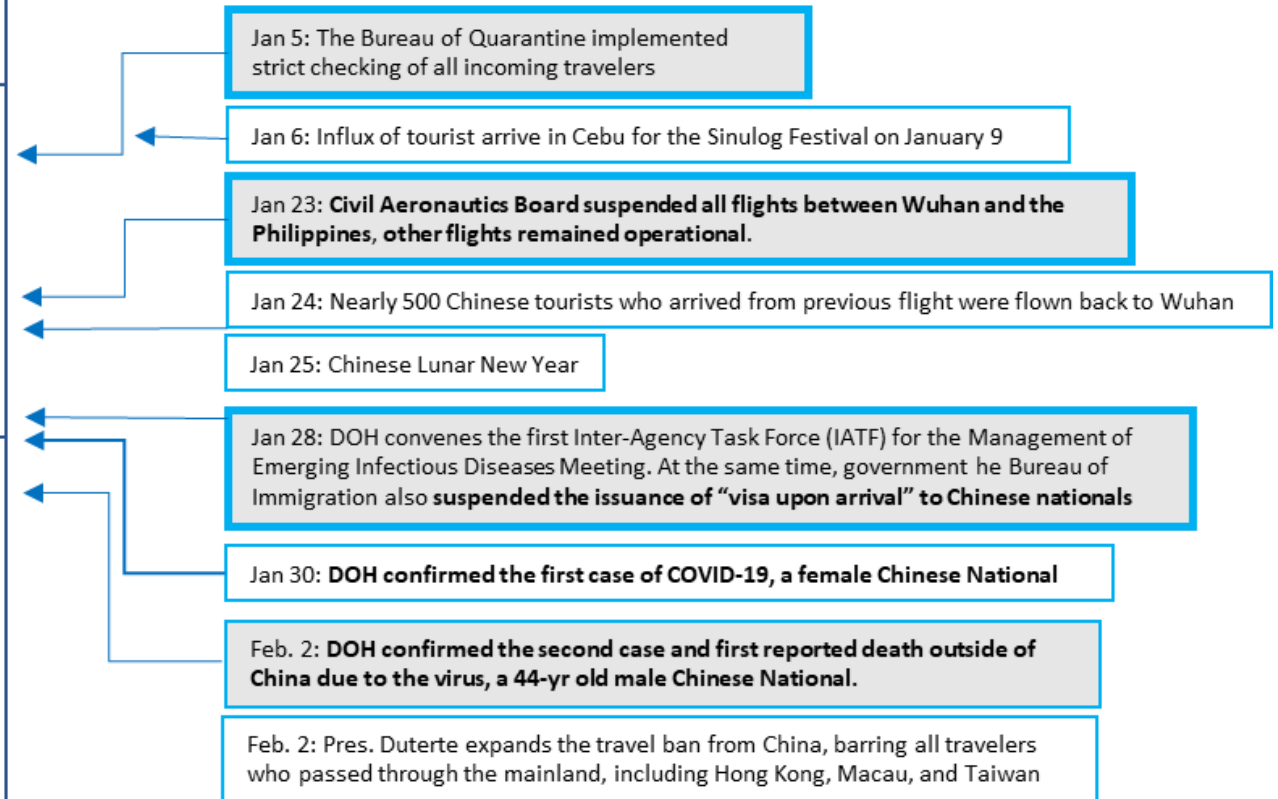 Jan 5: The Bureau of Quarantine implemented
strict checking of all incoming travelers
Jan 6: Influx of tourist arrive in Cebu for the Sinulog Festival on January 9
Jan 23: Civil Aeronautics Board suspended all flights between Wuhan and the
Philippines, other flights remained operational.
Jan 24: Nearly 500 Chinese tourists who arrived from previous flight were flown back to Wuhan
Jan 25: Chinese Lunar New Year
Jan 28: DOH convenes the first Inter-Agency Task Force (IATF) for the Management of
Emerging Infectious Diseases Meeting. At the same time, government he Bureau of
Immigration also suspended the issuance of “visa upon arrival” to Chinese nationals
Jan 30: DOH confirmed the first case of COVID-19, a female Chinese National
Feb. 2: DOH confirmed the second case and first reported death outside of
China due to the virus, a 44-yr old male Chinese National.
Feb. 2: Pres. Duterte expands the travel ban from China, barring all travelers
who passed through the mainland, including Hong Kong, Macau, and Taiwan